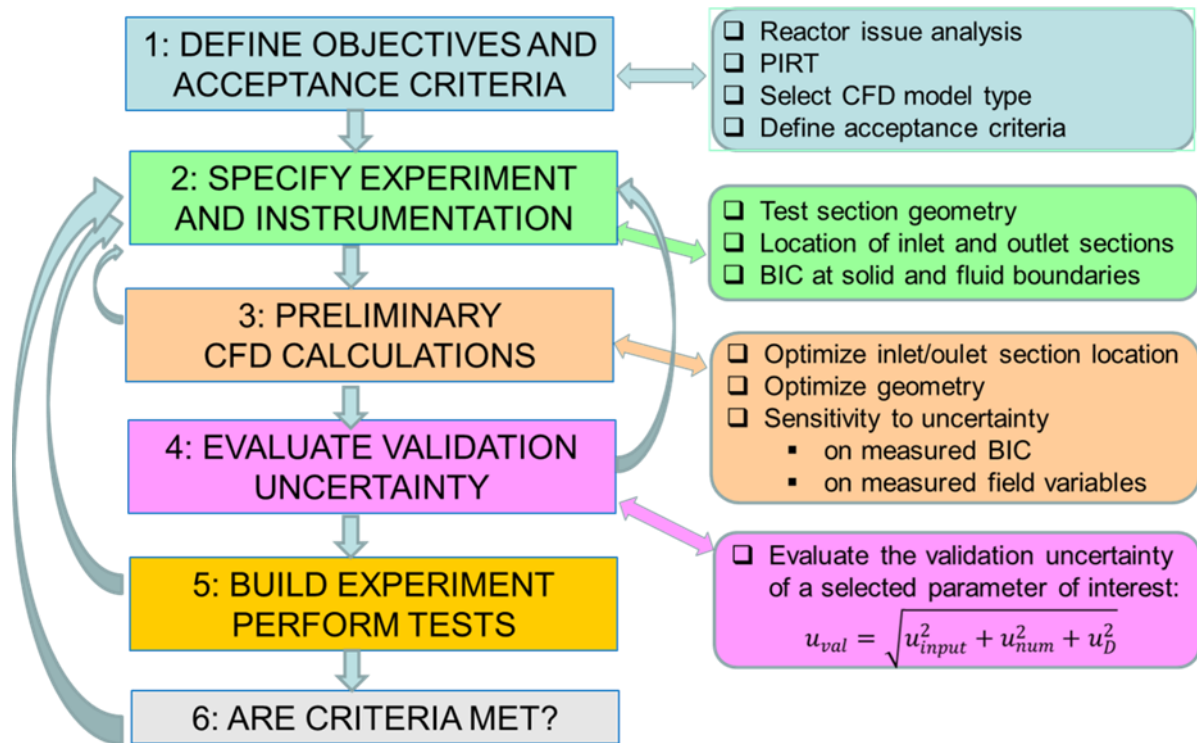 1: DEFINE OBJECTIVES AND
ACCEPTANCE CRITERIA
❑ Reactor issue analysis
❑ PIRT
❑ Select CFD model type
❑ Define acceptance criteria
2: SPECIFY EXPERIMENT
AND INSTRUMENTATION
❑ Test section geometry
❑ Location of inlet and outlet sections
❑ BIC at solid and fluid boundaries
3: PRELIMINARY
CFD CALCULATIONS
❑ Optimize inlet/oulet section location
❑ Optimize geometry
❑ Sensitivity to uncertainty
▪ on measured BIC
▪ on measured field variables
4: EVALUATE VALIDATION
UNCERTAINTY
❑ Evaluate the validation uncertainty
of a selected parameter of interest:
u_val = √(u²_input + u²_num + u²_D)
5: BUILD EXPERIMENT
PERFORM TESTS
6: ARE CRITERIA MET?